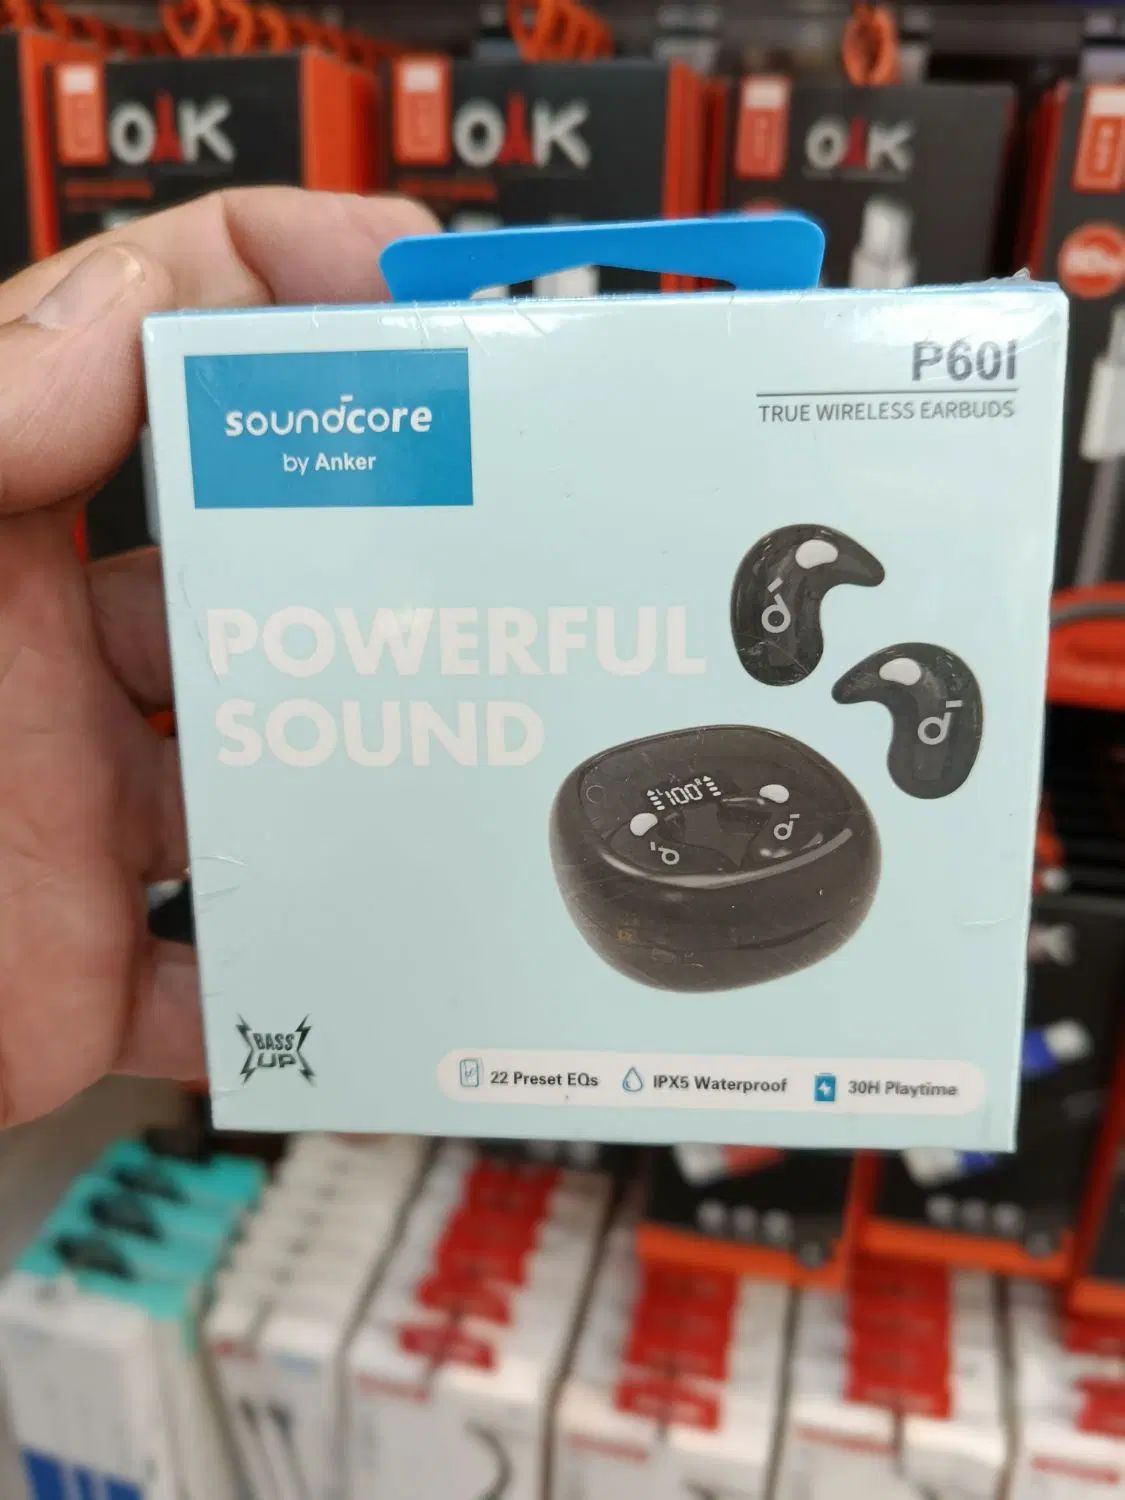 OK
OK
OK
soundcore
by Anker
P60I
TRUE WIRELESS EARBUDS
POWERFUL
SOUND
100
BASS
UP
22 Preset EQs
IPX5 Waterproof
30H Playtime